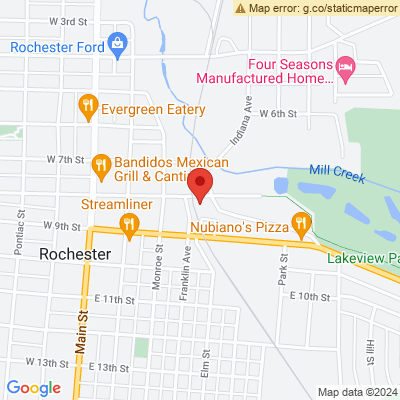 Map error: g.co/staticmaperror
W 3rd St
Rochester Ford
Four Seasons
Manufactured Home...
Evergreen Eatery
Indiana Ave
W 6th St
W 7th St
Bandidos Mexican
Grill & Canti
Mill Creek
Streamliner
Pontiac St
W 9th St
Nubiano's Pizza
Rochester
Monroe St
Franklin Ave
Park St
Lakeview Pa
E 10th St
E 11th St
Main St
Elm St
Hill St
W 13th St
E 13th St
Google
Map data ©2024